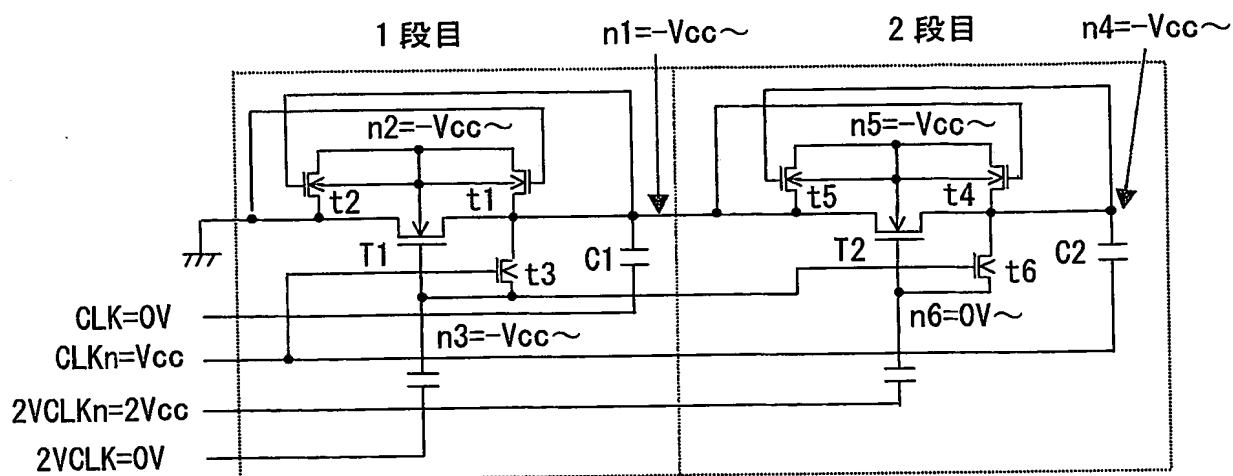 1段目
n1=-Vcc～
2段目
n4=-Vcc～
n2=-Vcc～
n5=-Vcc～
t2
t1
t5
t4
T1
t3
C1
T2
t6
C2
CLK=0V
n3=-Vcc～
n6=0V～
CLKn=Vcc
2VCLKn=2Vcc
2VCLK=0V